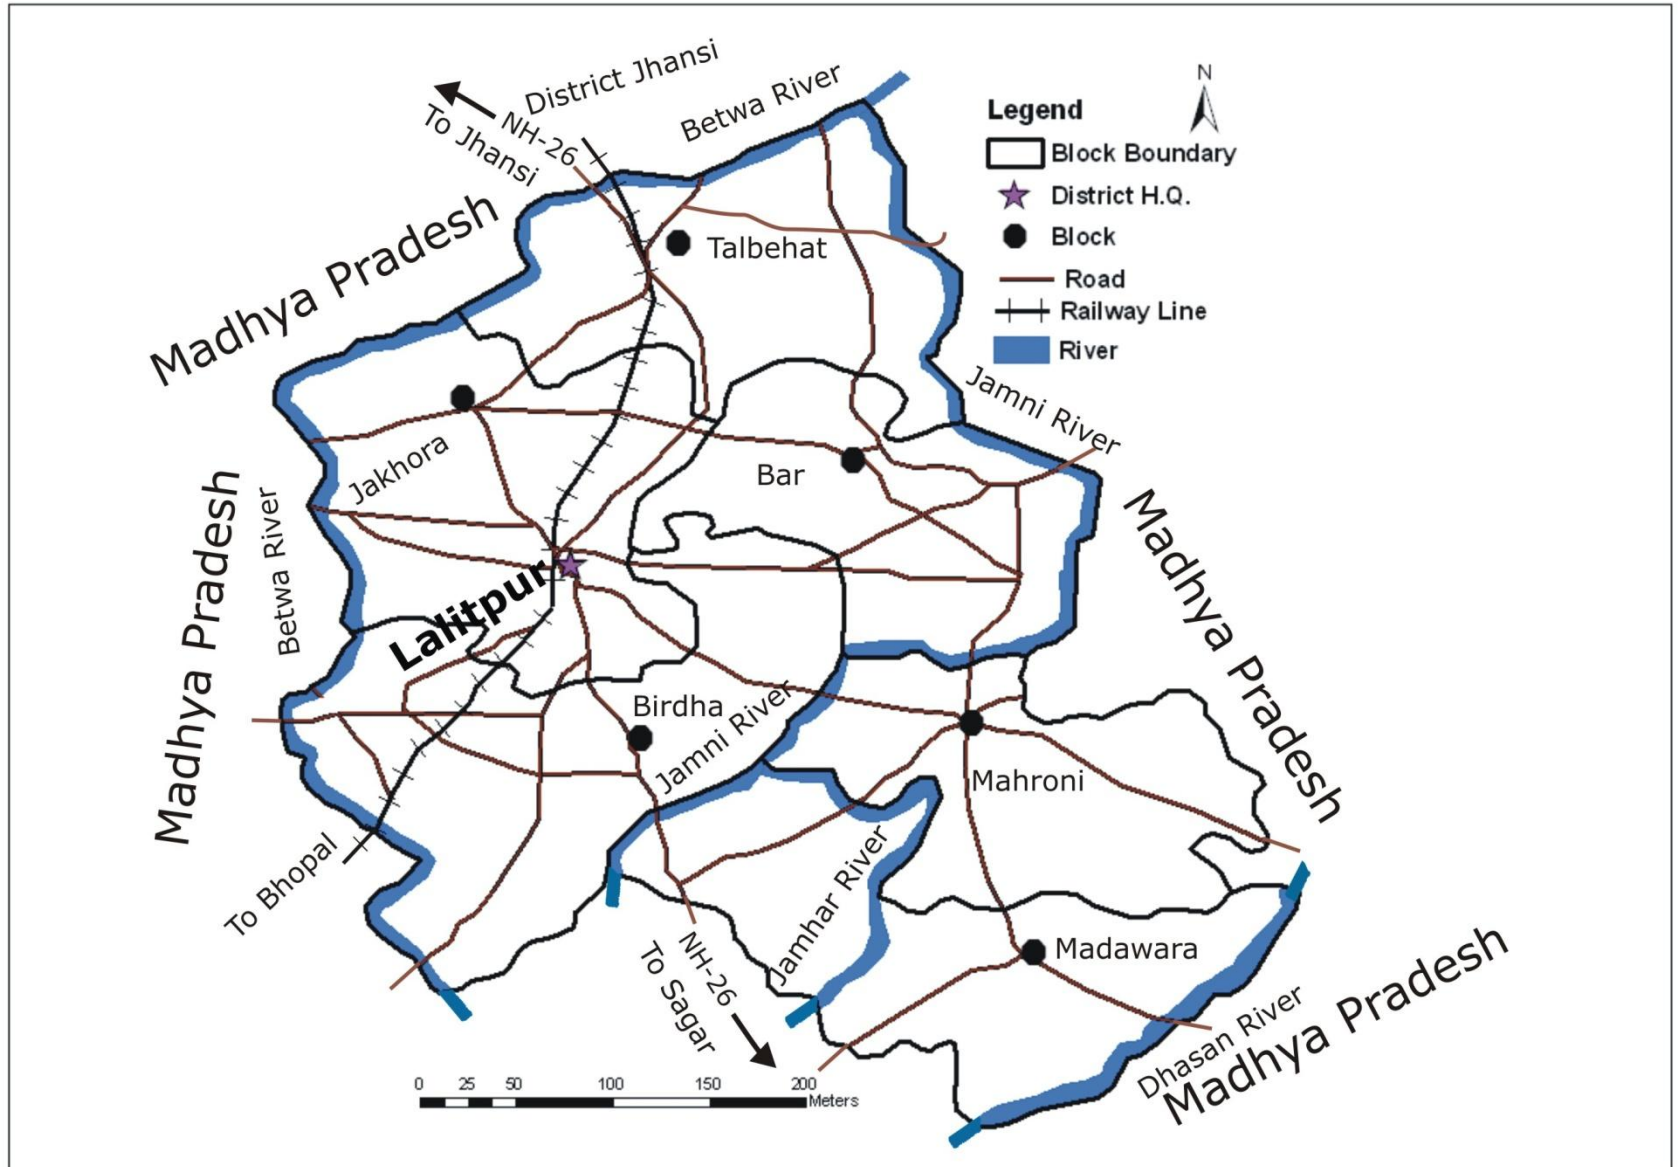 District Jhansi
Betwa River
NH-26
To Jhansi
N
Legend
Block Boundary
District H.Q.
Block
Road
Railway Line
River
Madhya Pradesh
Talbehat
Jamni River
Jakhora
Bar
Madhya Pradesh
Betwa River
Madhya Pradesh
Lalitpur
Birdha
Jamni River
Mahroni
To Bhopal
Jamhar River
Madawara
NH-26
To Sagar
Dhasan River
Madhya Pradesh
0 25 50 100 150 200
Meters